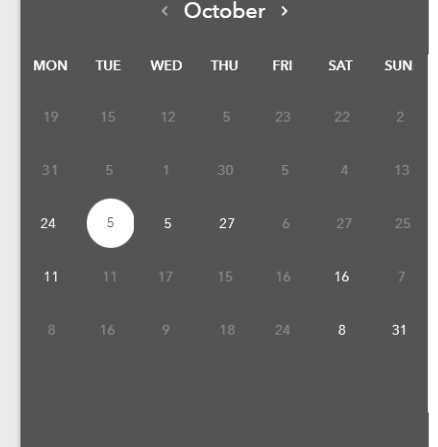 ‹ October ›
MON TUE WED THU FRI SAT SUN
19 15 12 5 23 22 2
31 5 1 30 5 4 13
24 5 5 27 6 27 25
11 11 17 15 16 16 7
8 16 9 18 24 8 31